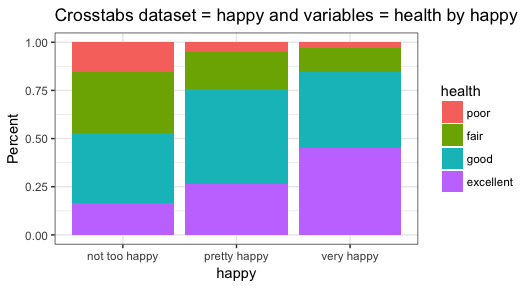 Crosstabs dataset = happy and variables = health by happy
1.00
0.75
0.50
0.25
0.00
Percent
not too happy
pretty happy
very happy
happy
health
poor
fair
good
excellent